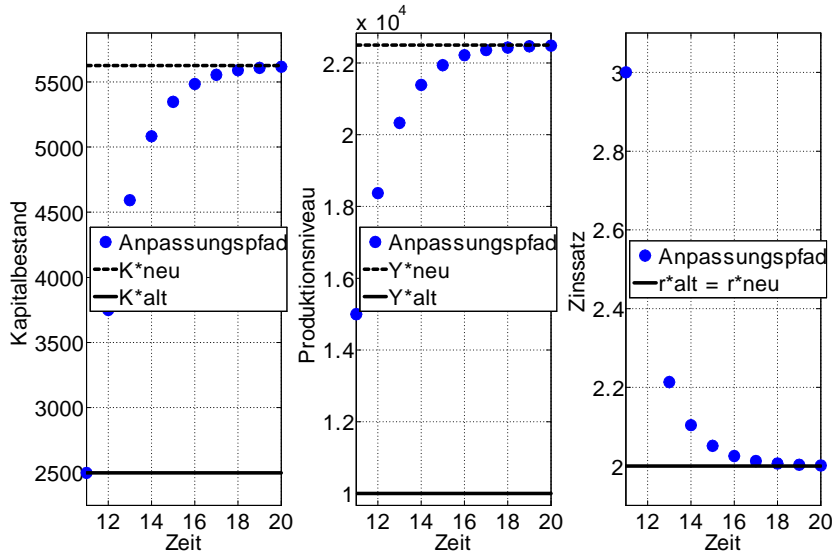 Kapitalbestand
5500
5000
4500
4000
3500
3000
2500
12 14 16 18 20
Zeit
Anpassungspfad
K*neu
K*alt
x 10^4
Produktionsniveau
2.2
2
1.8
1.6
1.4
1.2
1
12 14 16 18 20
Zeit
Anpassungspfad
Y*neu
Y*alt
Zinssatz
3
2.8
2.6
2.4
2.2
2
12 14 16 18 20
Zeit
Anpassungspfad
r*alt = r*neu